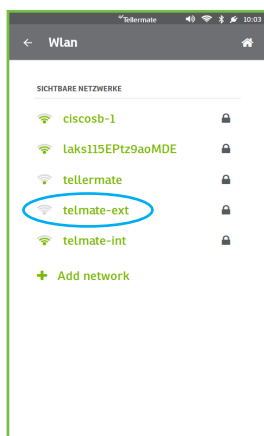 Tellermate 10:03
Wlan
SICHTBARE NETZWERKE
ciscosb-1
laks115EPtz9aoMDE
tellermate
telmate-ext
telmate-int
Add network